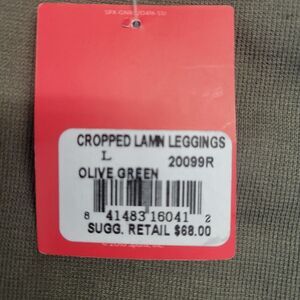 CROPPED LAMN LEGGINGS
L 20099R
OLIVE GREEN
8 41483 16041 2
SUGG. RETAIL $68.00